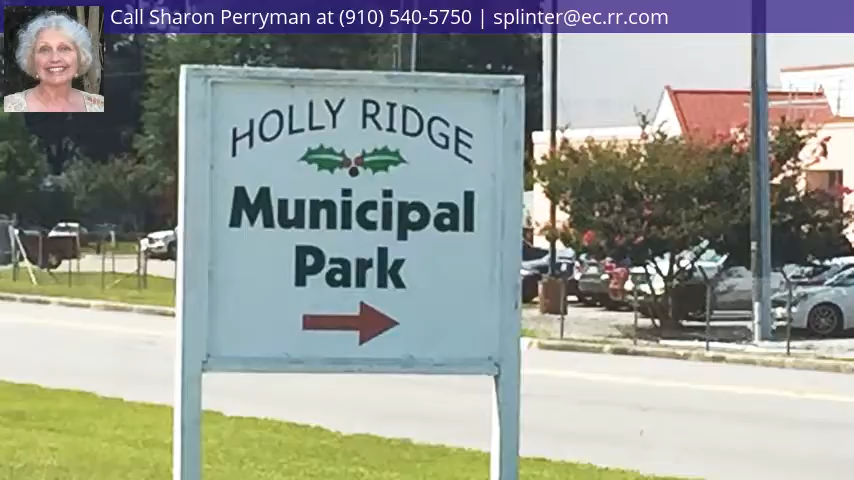 Call Sharon Perryman at (910) 540-5750 | splinter@ec.rr.com
HOLLY RIDGE
Municipal
Park